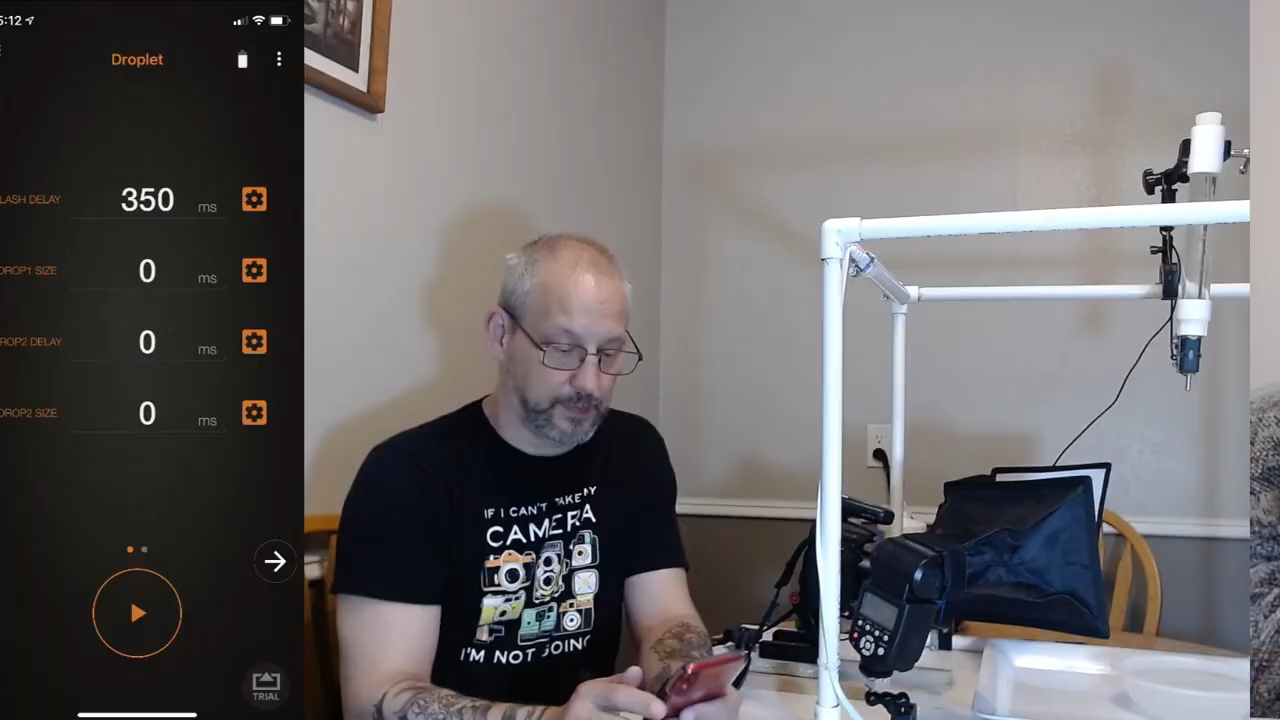 5:12
Droplet
LASH DELAY 350 ms
DROP1 SIZE 0 ms
ROP2 DELAY 0 ms
DROP2 SIZE 0 ms
TRIAL
IF I CAN'T TAKE MY
CAMERA
I'M NOT GOING